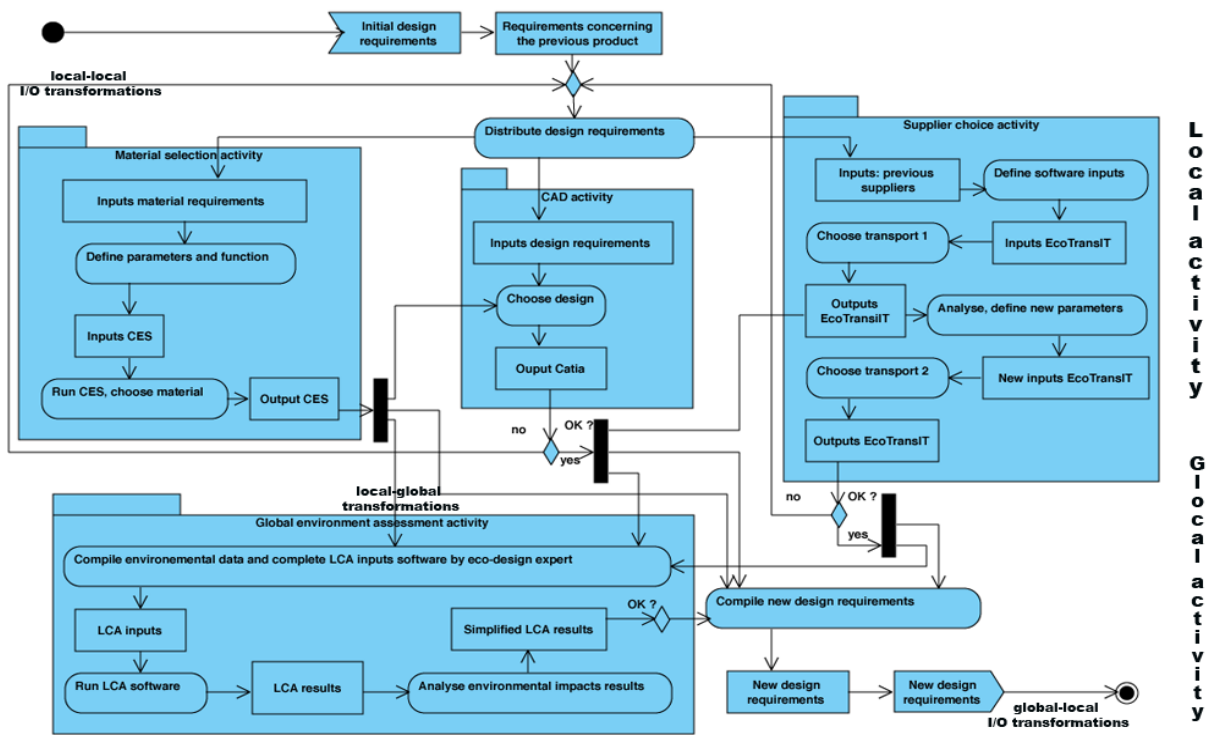 Initial design
requirements
Requirements concerning
the previous product
local-local
I/O transformations
Distribute design requirements
Material selection activity
Inputs material requirements
Define parameters and function
Inputs CES
Run CES, choose material
Output CES
CAD activity
Inputs design requirements
Choose design
Ouput Catia
no
OK ?
yes
Supplier choice activity
Inputs: previous
suppliers
Define software inputs
Choose transport 1
Inputs EcoTransIT
Outputs
EcoTransIT
Analyse, define new parameters
Choose transport 2
New inputs EcoTransIT
Outputs EcoTransIT
no
OK ?
yes
Local activity
Glocal activity
local-global
transformations
Global environment assessment activity
Compile environemental data and complete LCA inputs software by eco-design expert
LCA inputs
Run LCA software
LCA results
Analyse environmental impacts results
Simplified LCA results
OK ?
Compile new design requirements
New design
requirements
New design
requirements
global-local
I/O transformations